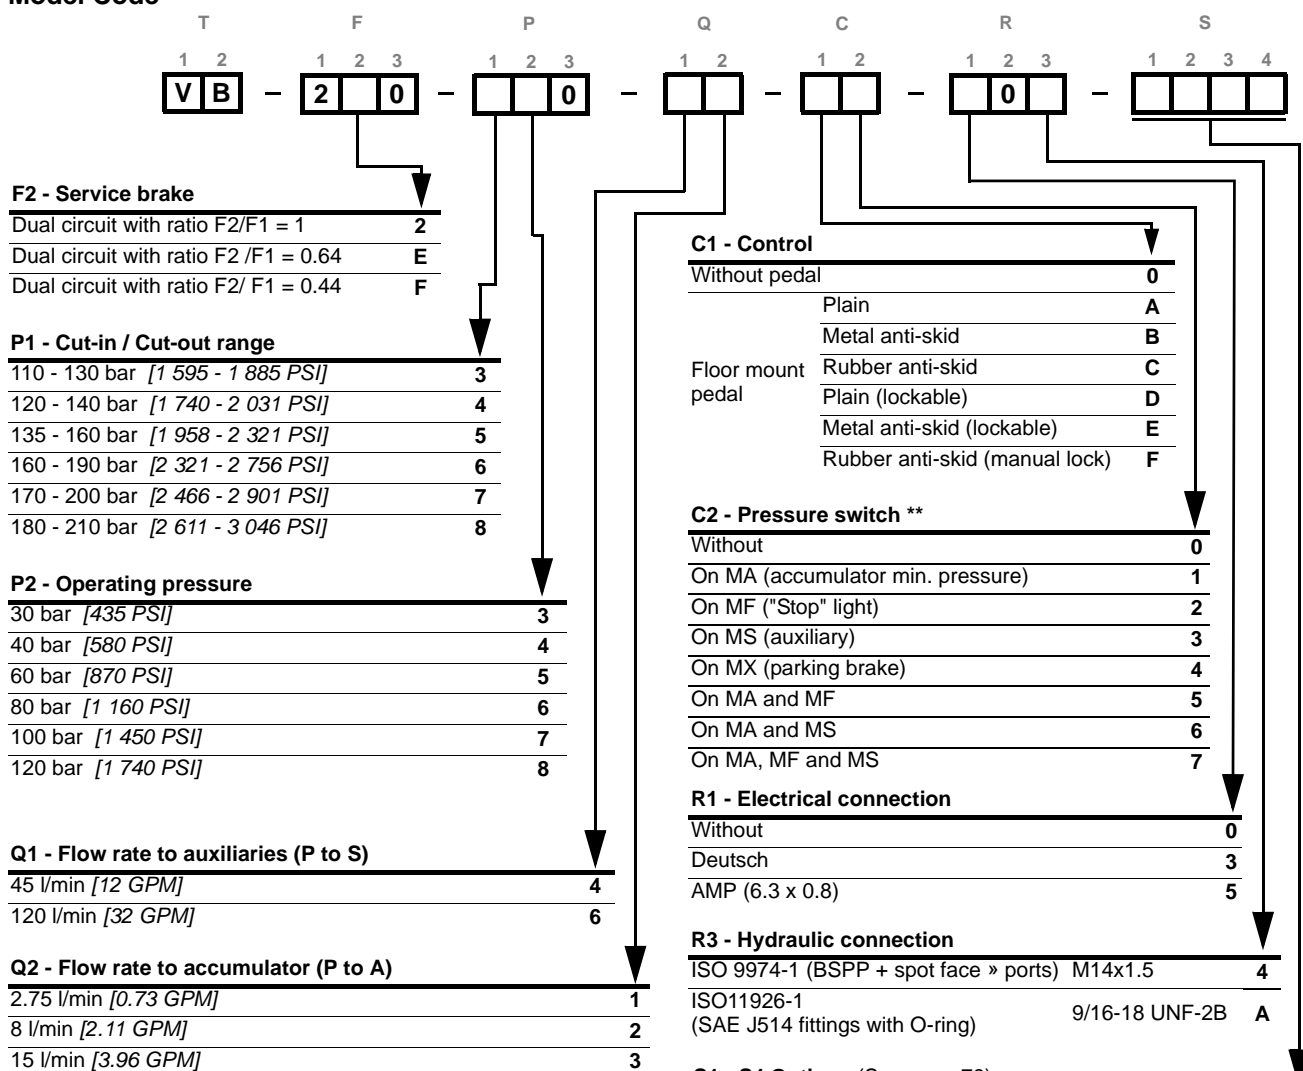 T F P Q C R S
1 2 1 2 3 1 2 3 1 2 1 2 1 2 3 1 2 3 4
V B – 2 0 – 0 – – – 0 –
F2 - Service brake
Dual circuit with ratio F2/F1 = 1 2
Dual circuit with ratio F2 /F1 = 0.64 E
Dual circuit with ratio F2/ F1 = 0.44 F
P1 - Cut-in / Cut-out range
110 - 130 bar [1 595 - 1 885 PSI] 3
120 - 140 bar [1 740 - 2 031 PSI] 4
135 - 160 bar [1 958 - 2 321 PSI] 5
160 - 190 bar [2 321 - 2 756 PSI] 6
170 - 200 bar [2 466 - 2 901 PSI] 7
180 - 210 bar [2 611 - 3 046 PSI] 8
P2 - Operating pressure
30 bar [435 PSI] 3
40 bar [580 PSI] 4
60 bar [870 PSI] 5
80 bar [1 160 PSI] 6
100 bar [1 450 PSI] 7
120 bar [1 740 PSI] 8
Q1 - Flow rate to auxiliaries (P to S)
45 l/min [12 GPM] 4
120 l/min [32 GPM] 6
Q2 - Flow rate to accumulator (P to A)
2.75 l/min [0.73 GPM] 1
8 l/min [2.11 GPM] 2
15 l/min [3.96 GPM] 3
C1 - Control
Without pedal 0
Plain A
Metal anti-skid B
Floor mount Rubber anti-skid C
pedal Plain (lockable) D
Metal anti-skid (lockable) E
Rubber anti-skid (manual lock) F
C2 - Pressure switch **
Without 0
On MA (accumulator min. pressure) 1
On MF ("Stop" light) 2
On MS (auxiliary) 3
On MX (parking brake) 4
On MA and MF 5
On MA and MS 6
On MA, MF and MS 7
R1 - Electrical connection
Without 0
Deutsch 3
AMP (6.3 x 0.8) 5
R3 - Hydraulic connection
ISO 9974-1 (BSPP + spot face » ports) M14x1.5 4
ISO11926-1
(SAE J514 fittings with O-ring) 9/16-18 UNF-2B A